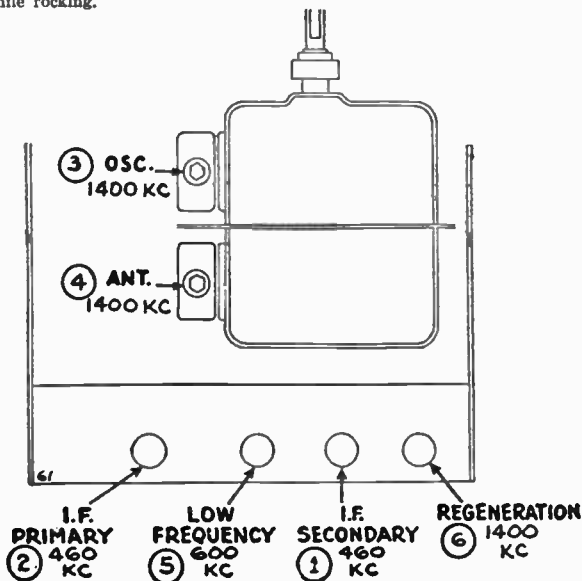 while rocking.
③ OSC.
1400 KC
④ ANT.
1400 KC
61
I.F.
PRIMARY
② 460
KC
LOW
FREQUENCY
⑤ 600
KC
I.F.
SECONDARY
① 460
KC
REGENERATION
⑥ 1400
KC